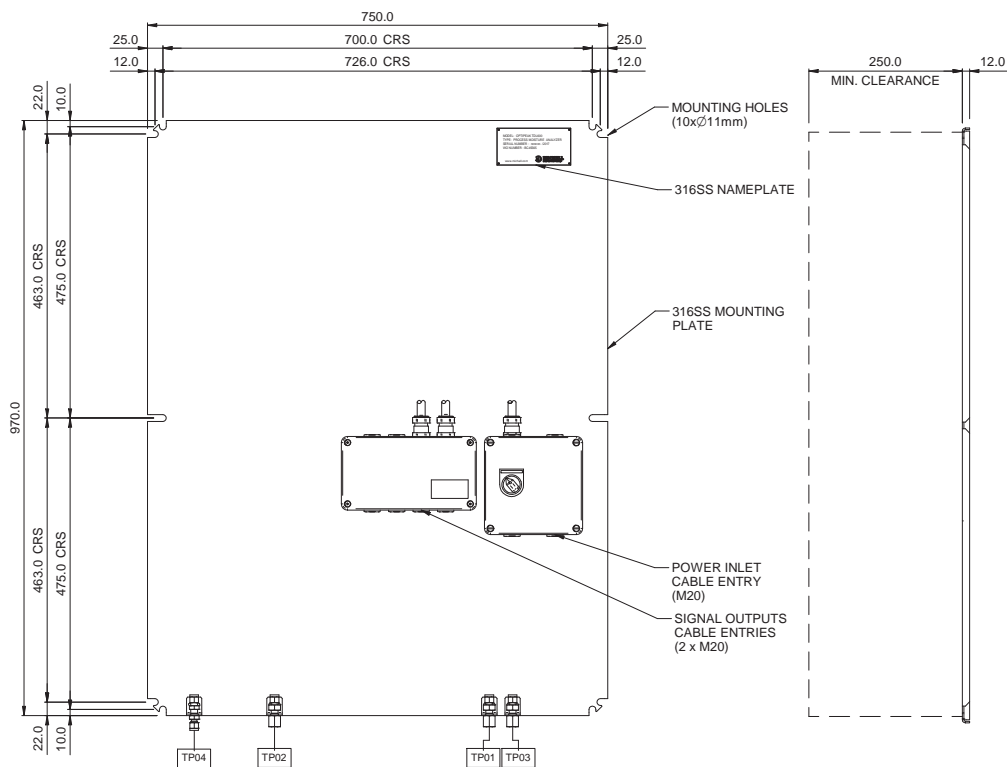 750.0
25.0
700.0 CRS
25.0
12.0
726.0 CRS
12.0
250.0
MIN. CLEARANCE
12.0
22.0
10.0
MOUNTING HOLES
(10xØ11mm)
316SS NAMEPLATE
463.0 CRS
475.0 CRS
970.0
316SS MOUNTING
PLATE
463.0 CRS
475.0 CRS
POWER INLET
CABLE ENTRY
(M20)
SIGNAL OUTPUTS
CABLE ENTRIES
(2 x M20)
22.0
10.0
TP04
TP02
TP01
TP03